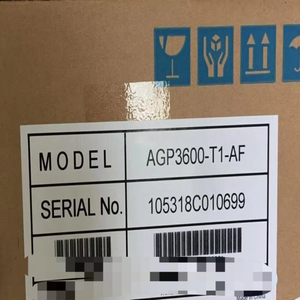 MODEL AGP3600-T1-AF
SERIAL No. 105318C010699